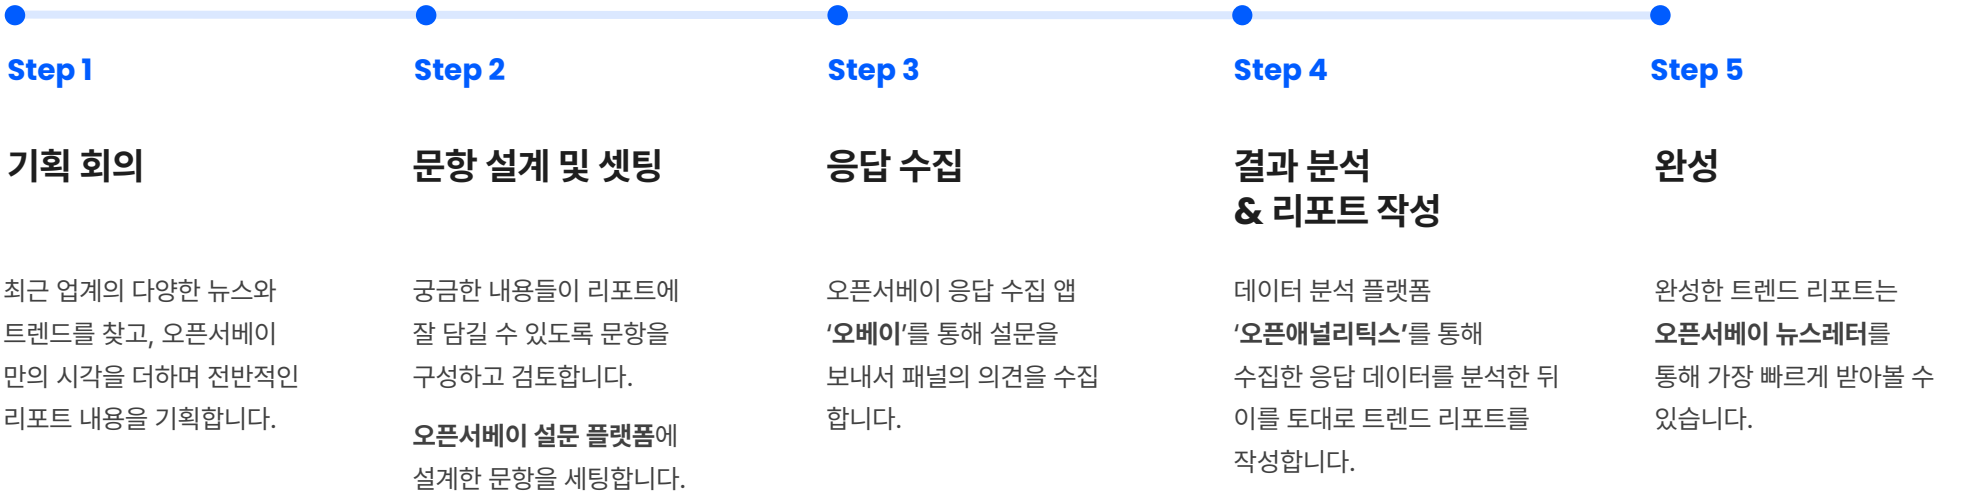 Step 1
기획 회의
최근 업계의 다양한 뉴스와
트렌드를 찾고, 오픈서베이
만의 시각을 더하며 전반적인
리포트 내용을 기획합니다.
Step 2
문항 설계 및 셋팅
궁금한 내용들이 리포트에
잘 담길 수 있도록 문항을
구성하고 검토합니다.
오픈서베이 설문 플랫폼에
설계한 문항을 세팅합니다.
Step 3
응답 수집
오픈서베이 응답 수집 앱
‘오베이’를 통해 설문을
보내서 패널의 의견을 수집
합니다.
Step 4
결과 분석
& 리포트 작성
데이터 분석 플랫폼
‘오픈애널리틱스’를 통해
수집한 응답 데이터를 분석한 뒤
이를 토대로 트렌드 리포트를
작성합니다.
Step 5
완성
완성한 트렌드 리포트는
오픈서베이 뉴스레터를
통해 가장 빠르게 받아볼 수
있습니다.